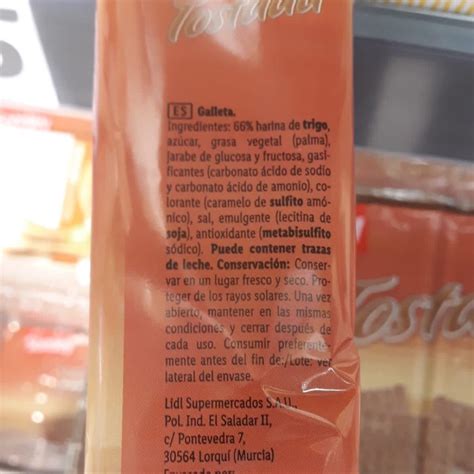 Tostada
ES Galleta.
Ingredientes: 66% harina de trigo,
azúcar, grasa vegetal (palma),
jarabe de glucosa y fructosa, gasi-
ficantes (carbonato ácido de sodio
y carbonato ácido de amonio), co-
lorante (caramelo de sulfito amó-
nico), sal, emulgente (lecitina de
soja), antioxidante (metabisulfito
sódico). Puede contener trazas
de leche. Conservación: Conser-
var en un lugar fresco y seco. Pro-
teger de los rayos solares. Una vez
abierto, mantener en las mismas
condiciones y cerrar después de
cada uso. Consumir preferente-
mente antes del fin de:/Lote: ver
lateral del envase.
Lidl Supermercados S.A.U.,
Pol. Ind. El Saladar II,
c/ Pontevedra 7,
30564 Lorquí (Murcia)
Envasado por: